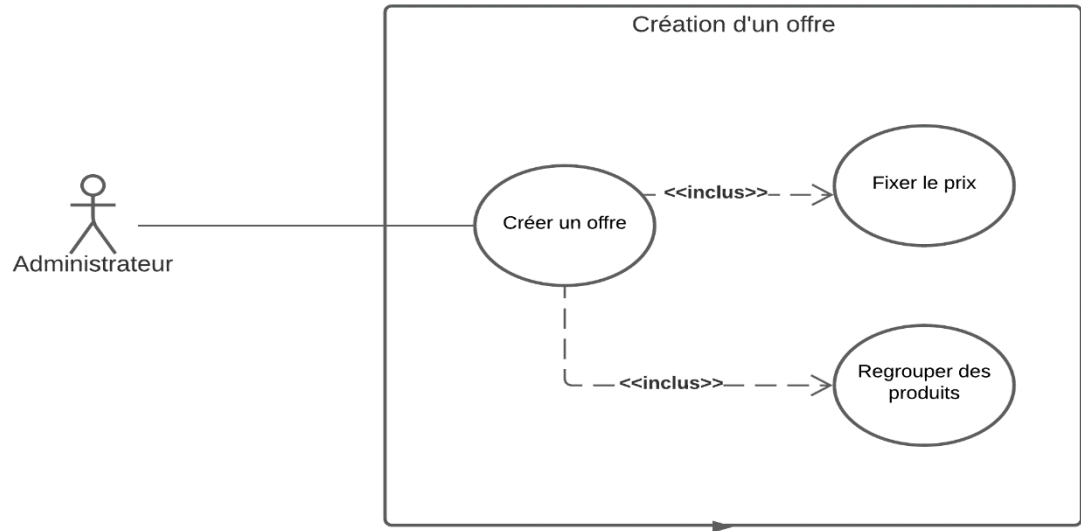 Création d'un offre
Administrateur
Créer un offre
<<inclus>>
Fixer le prix
<<inclus>>
Regrouper des
produits